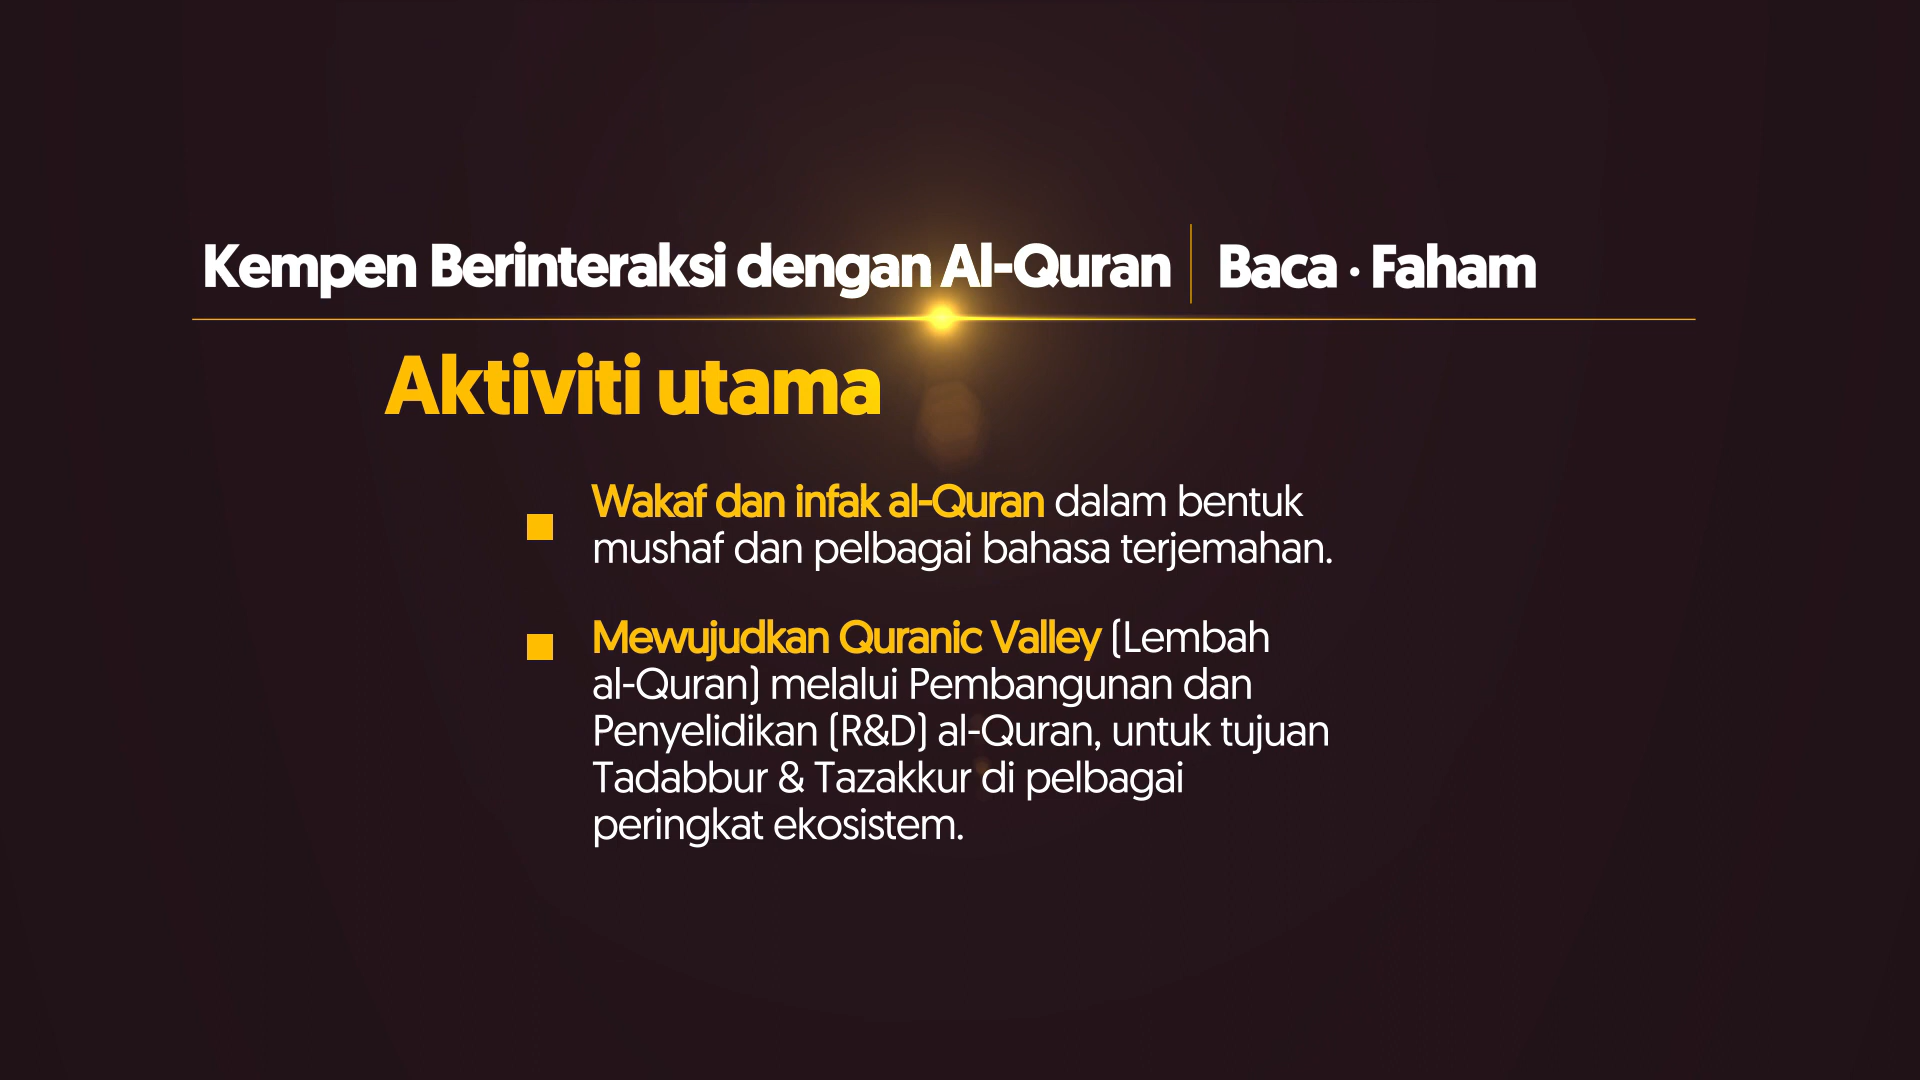 Kempen Berinteraksi dengan Al-Quran | Baca · Faham
Aktiviti utama
Wakaf dan infak al-Quran dalam bentuk
mushaf dan pelbagai bahasa terjemahan.
Mewujudkan Quranic Valley (Lembah
al-Quran) melalui Pembangunan dan
Penyelidikan (R&D) al-Quran, untuk tujuan
Tadabbur & Tazakkur di pelbagai
peringkat ekosistem.